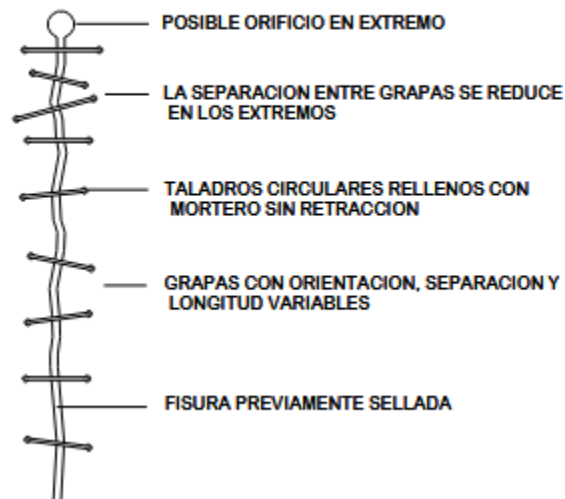 POSIBLE ORIFICIO EN EXTREMO
LA SEPARACION ENTRE GRAPAS SE REDUCE
EN LOS EXTREMOS
TALADROS CIRCULARES RELLENOS CON
MORTERO SIN RETRACCION
GRAPAS CON ORIENTACION, SEPARACION Y
LONGITUD VARIABLES
FISURA PREVIAMENTE SELLADA